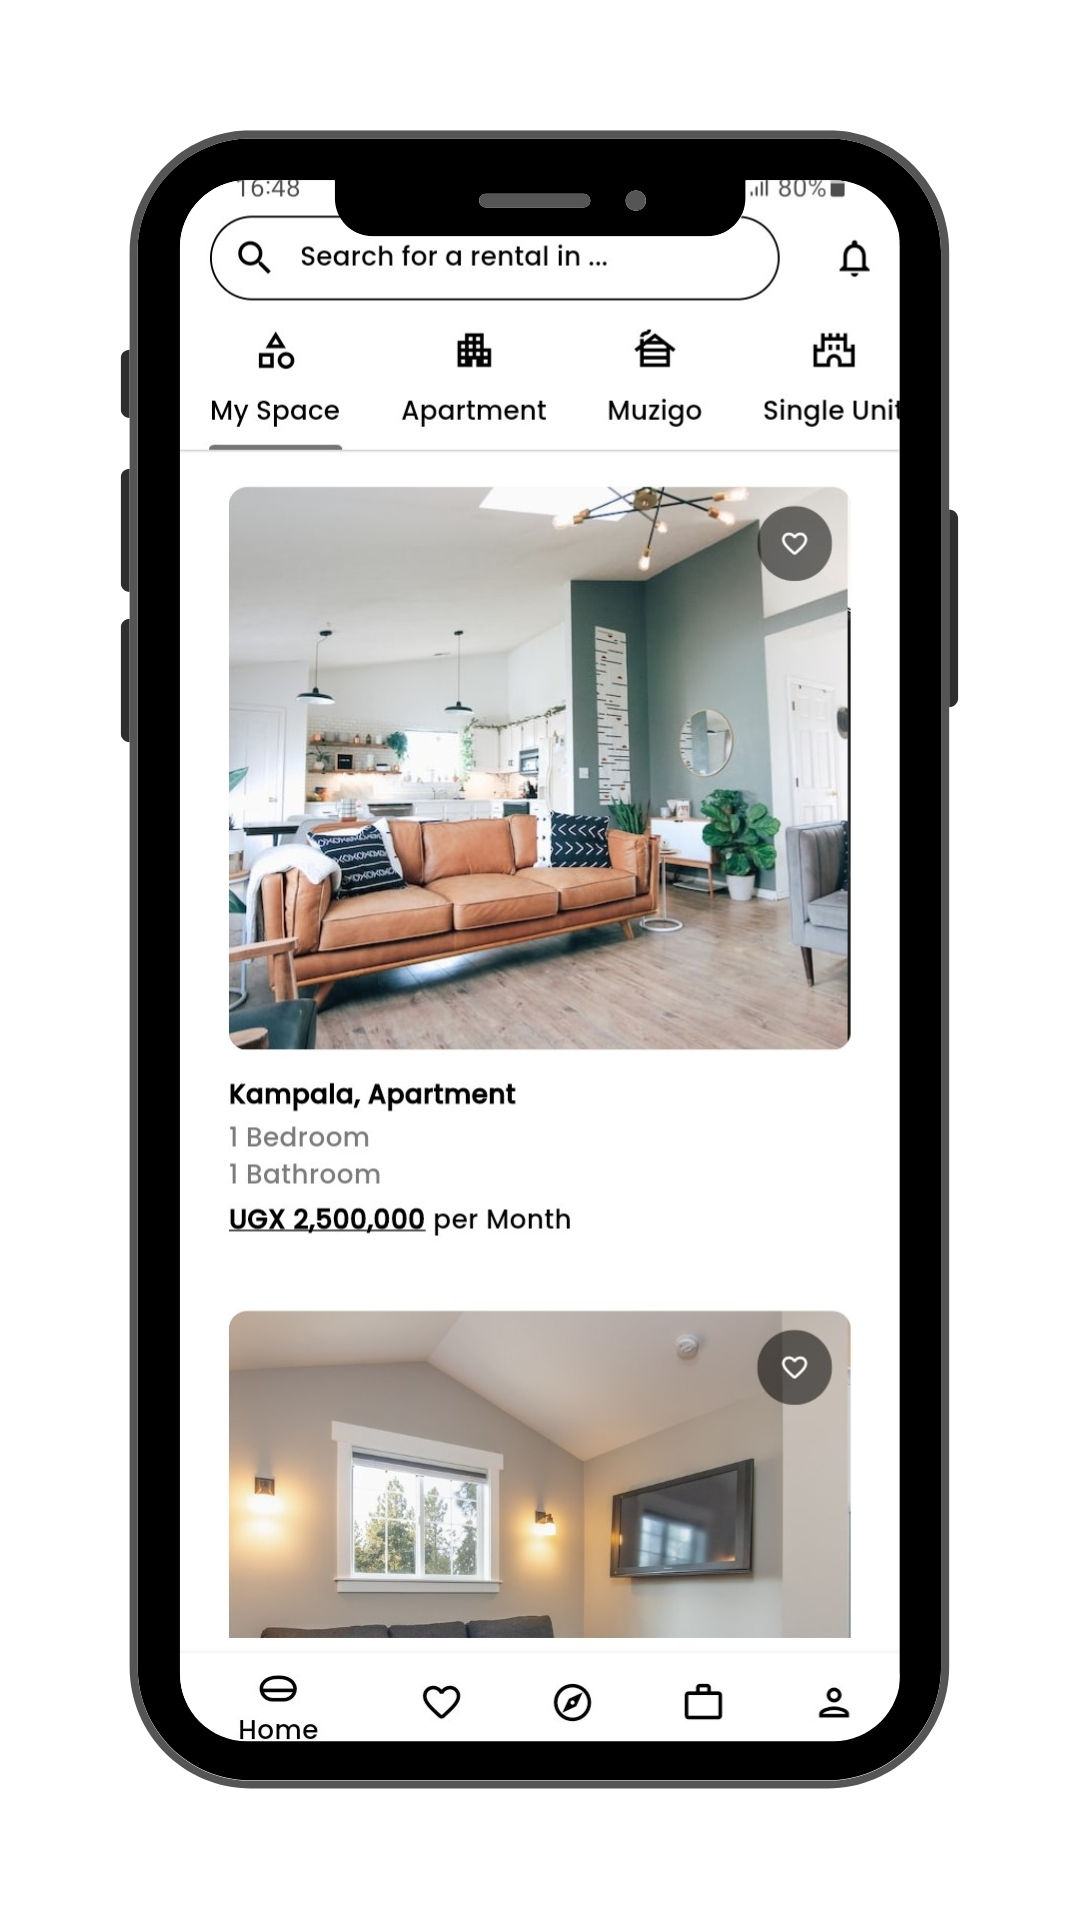 16:48
80%
Search for a rental in ...
My Space
Apartment
Muzigo
Single Unit
Kampala, Apartment
1 Bedroom
1 Bathroom
UGX 2,500,000 per Month
Home